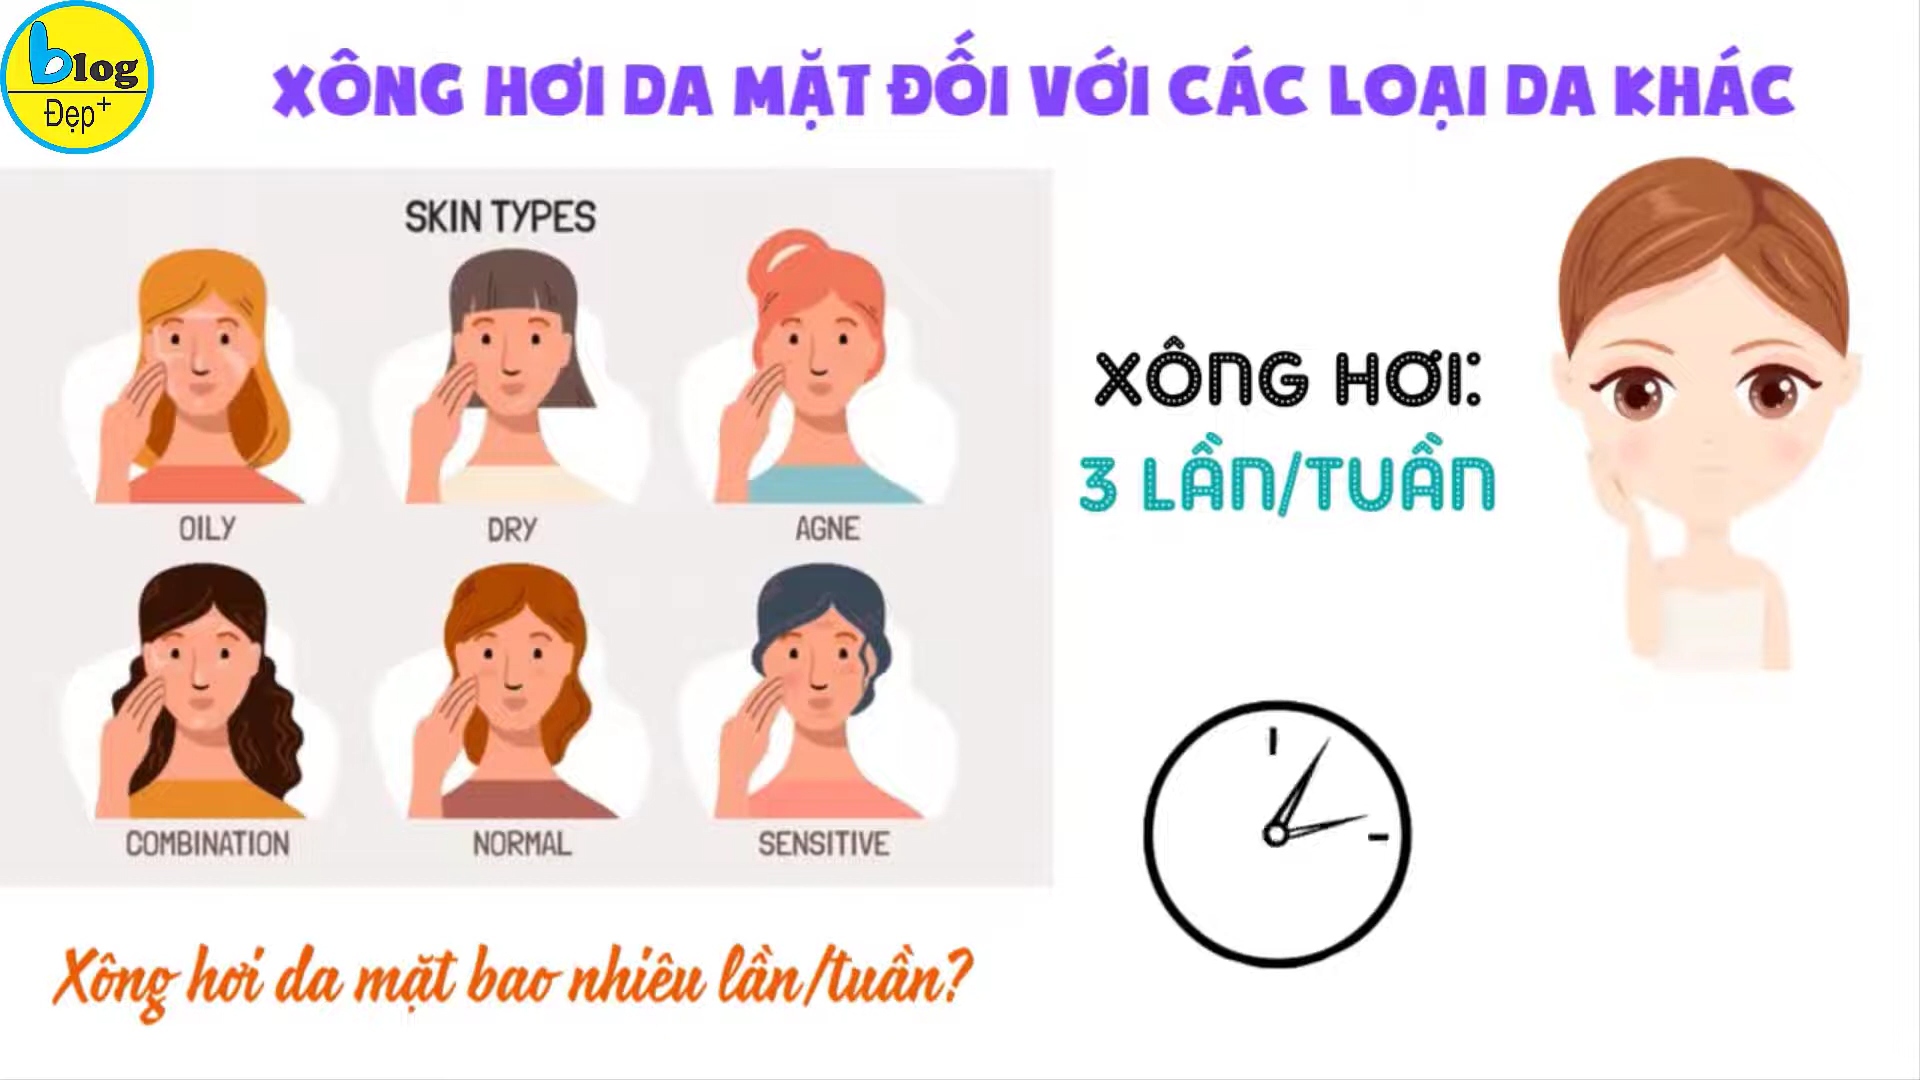 blog
Đẹp+
XÔNG HƠI DA MẶT ĐỐI VỚI CÁC LOẠI DA KHÁC
SKIN TYPES
OILY
DRY
AGNE
COMBINATION
NORMAL
SENSITIVE
XÔNG HƠI:
3 LẦN/TUẦN
Xông hơi da mặt bao nhiêu lần/tuần?